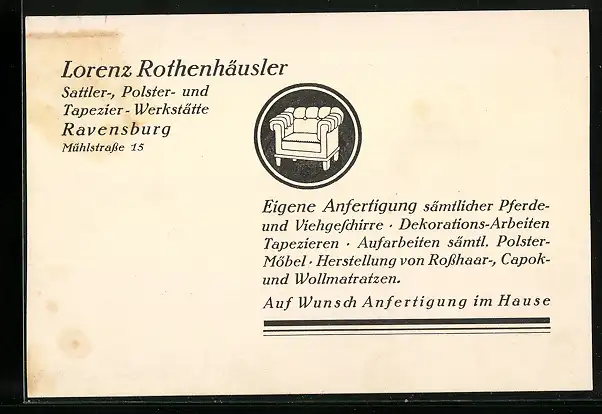 Lorenz Rothenhäusler
Sattler-, Polster- und
Tapezier-Werkstätte
Ravensburg
Mühlstraße 15
Eigene Anfertigung sämtlicher Pferde-
und Viehgeſchirre · Dekorations-Arbeiten
Tapezieren · Aufarbeiten sämtl. Polster-
Möbel · Herstellung von Roßhaar-, Capok-
und Wollmatratzen.
Auf Wunsch Anfertigung im Hause